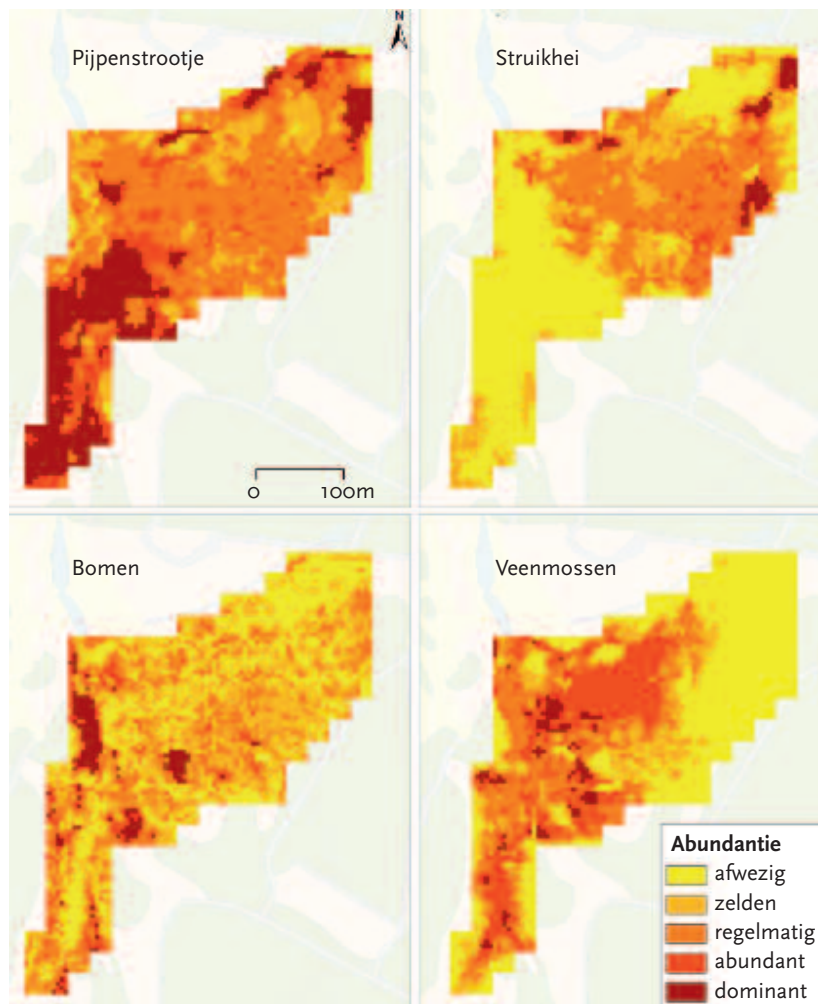 N
Pijpenstrootje
Struikhei
0 100m
Bomen
Veenmossen
Abundantie
afwezig
zelden
regelmatig
abundant
dominant